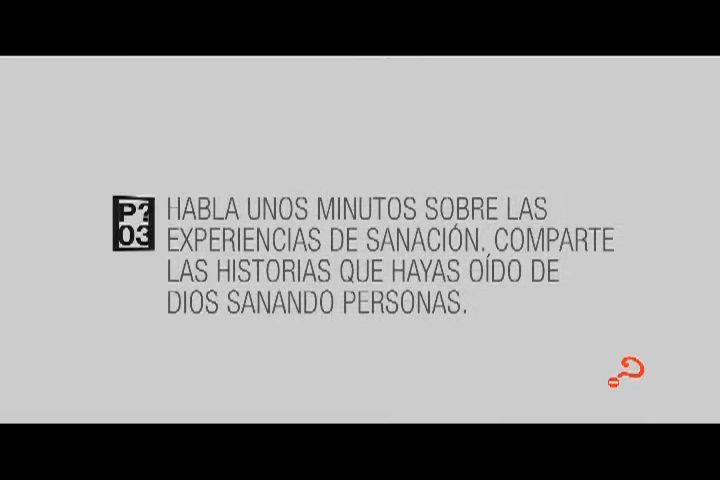 P?
03
HABLA UNOS MINUTOS SOBRE LAS
EXPERIENCIAS DE SANACIÓN. COMPARTE
LAS HISTORIAS QUE HAYAS OÍDO DE
DIOS SANANDO PERSONAS.